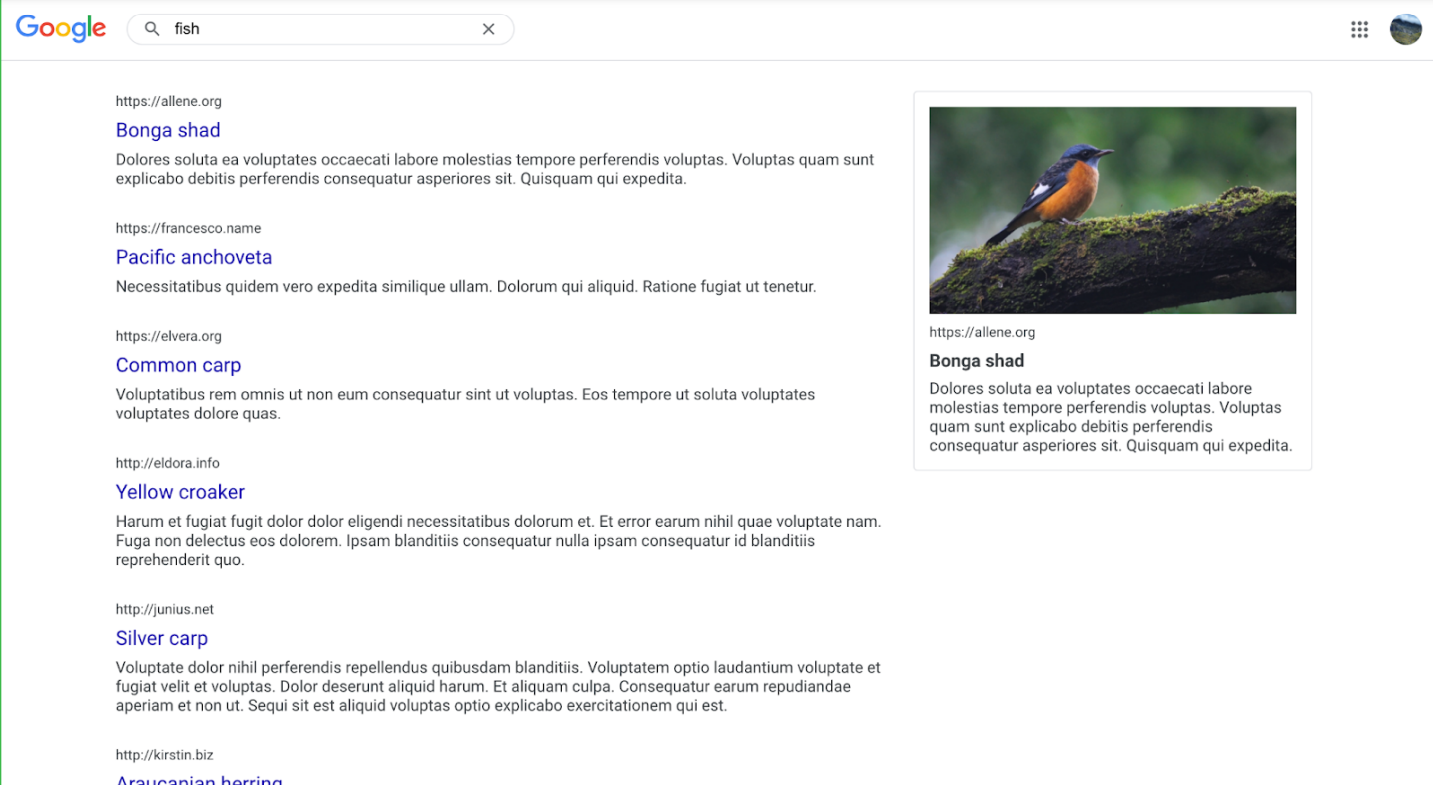 Google
fish
https://allene.org
Bonga shad
Dolores soluta ea voluptates occaecati labore molestias tempore perferendis voluptas. Voluptas quam sunt
explicabo debitis perferendis consequatur asperiores sit. Quisquam qui expedita.
https://francesco.name
Pacific anchoveta
Necessitatibus quidem vero expedita similique ullam. Dolorum qui aliquid. Ratione fugiat ut tenetur.
https://elvera.org
Common carp
Voluptatibus rem omnis ut non eum consequatur sint ut voluptas. Eos tempore ut soluta voluptates
voluptates dolore quas.
http://eldora.info
Yellow croaker
Harum et fugiat fugit dolor dolor eligendi necessitatibus dolorum et. Et error earum nihil quae voluptate nam.
Fuga non delectus eos dolorem. Ipsam blanditiis consequatur nulla ipsam consequatur id blanditiis
reprehenderit quo.
http://junius.net
Silver carp
Voluptate dolor nihil perferendis repellendus quibusdam blanditiis. Voluptatem optio laudantium voluptate et
fugiat velit et voluptas. Dolor deserunt aliquid harum. Et aliquam culpa. Consequatur earum repudiandae
aperiam et non ut. Sequi sit est aliquid voluptas optio explicabo exercitationem qui est.
http://kirstin.biz
Araucanian herring
https://allene.org
Bonga shad
Dolores soluta ea voluptates occaecati labore
molestias tempore perferendis voluptas. Voluptas
quam sunt explicabo debitis perferendis
consequatur asperiores sit. Quisquam qui expedita.